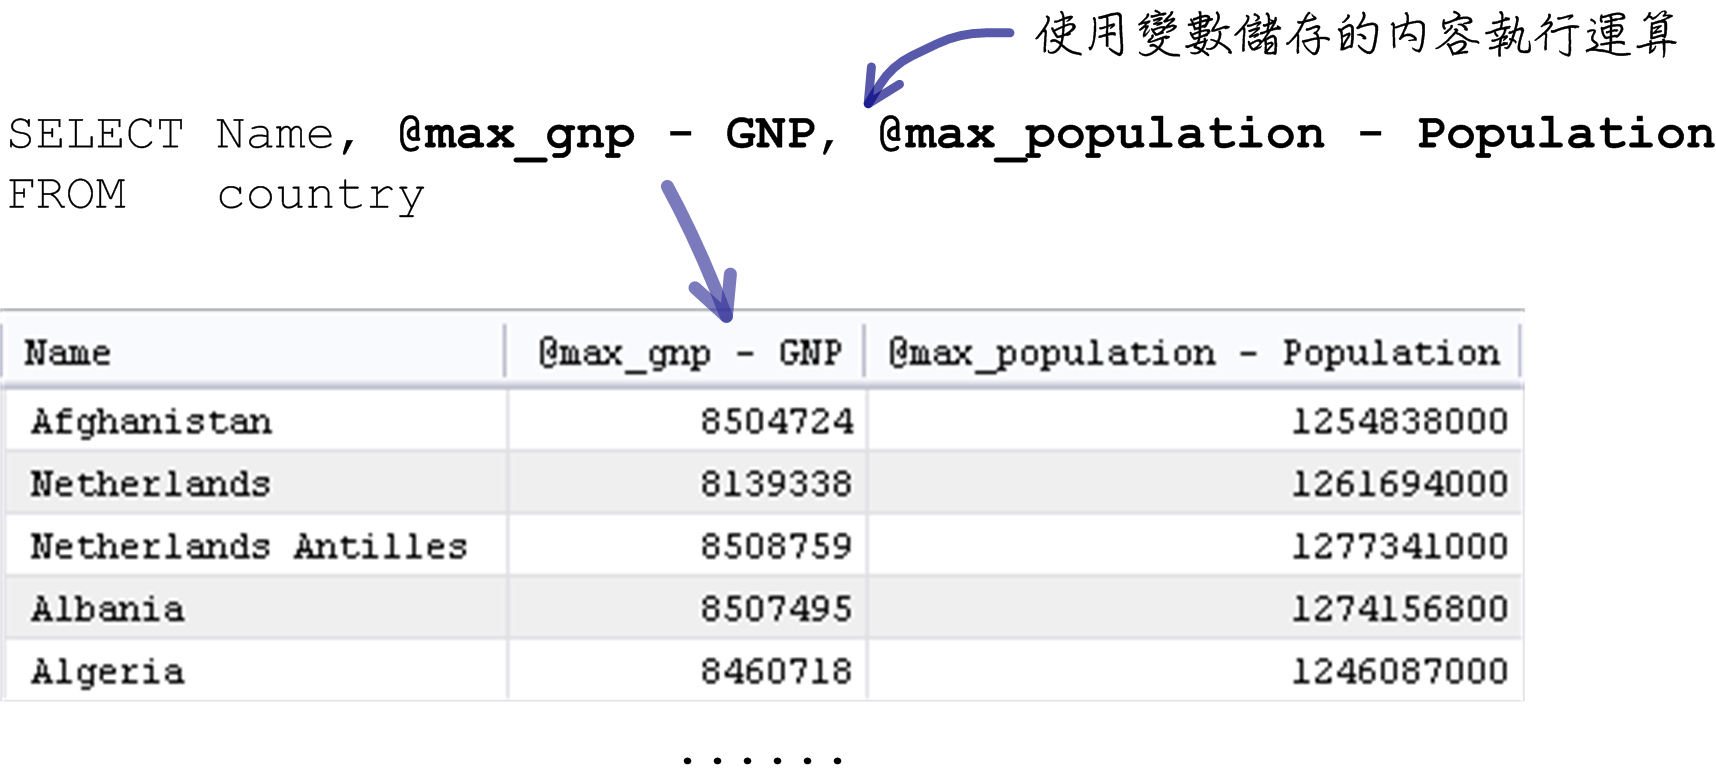 使用變數儲存的內容執行運算
SELECT Name, @max_gnp - GNP, @max_population - Population
FROM country
Name @max_gnp - GNP @max_population - Population
Afghanistan 8504724 1254838000
Netherlands 8139338 1261694000
Netherlands Antilles 8508759 1277341000
Albania 8507495 1274156800
Algeria 8460718 1246087000
......